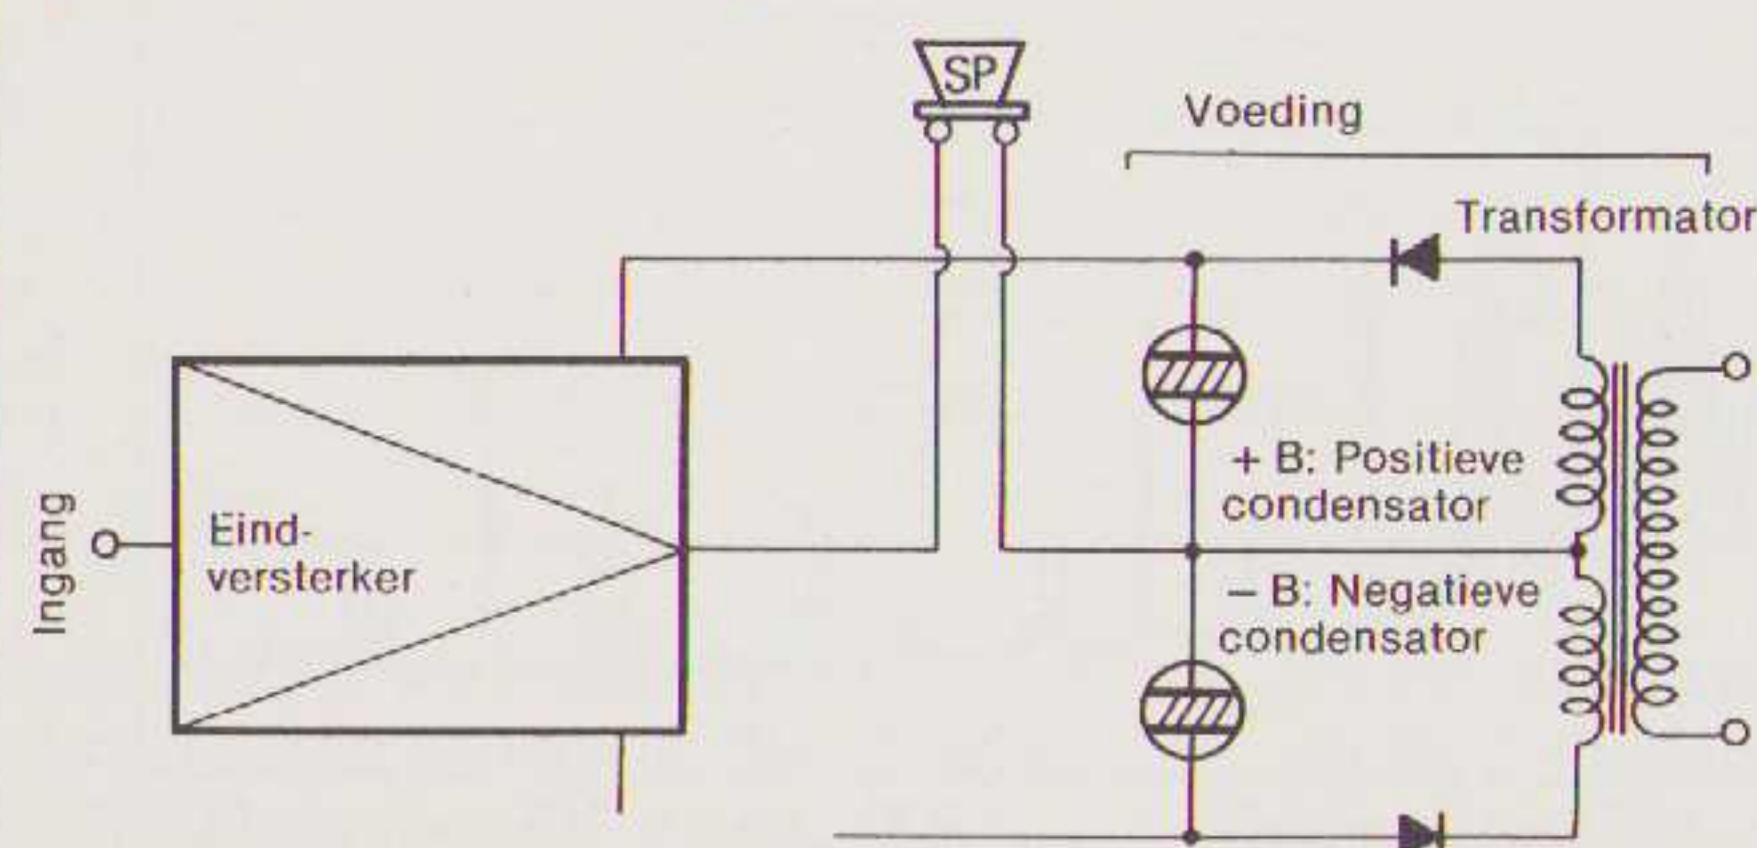 SP
Voeding
Transformator
+ B: Positieve
condensator
Ingang
Eind-
versterker
– B: Negatieve
condensator